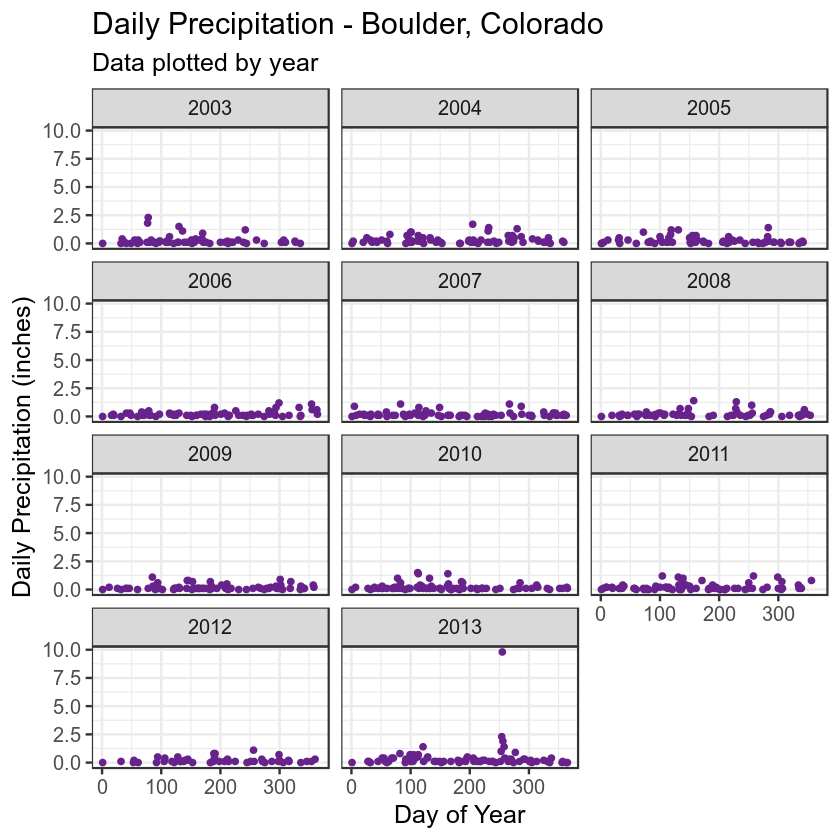 Daily Precipitation - Boulder, Colorado
Data plotted by year
2003 2004 2005
10.0
7.5
5.0
2.5
0.0
2006 2007 2008
10.0
7.5
5.0
2.5
0.0
2009 2010 2011
10.0
7.5
5.0
2.5
0.0
0 100 200 300
2012 2013
10.0
7.5
5.0
2.5
0.0
0 100 200 300 0 100 200 300
Daily Precipitation (inches)
Day of Year